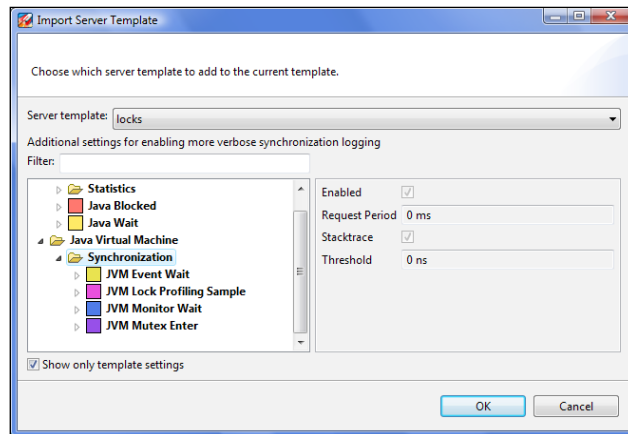 Import Server Template
Choose which server template to add to the current template.
Server template: locks
Additional settings for enabling more verbose synchronization logging
Filter:
Statistics
Java Blocked
Java Wait
Java Virtual Machine
Synchronization
JVM Event Wait
JVM Lock Profiling Sample
JVM Monitor Wait
JVM Mutex Enter
Enabled
Request Period 0 ms
Stacktrace
Threshold 0 ns
Show only template settings
OK Cancel